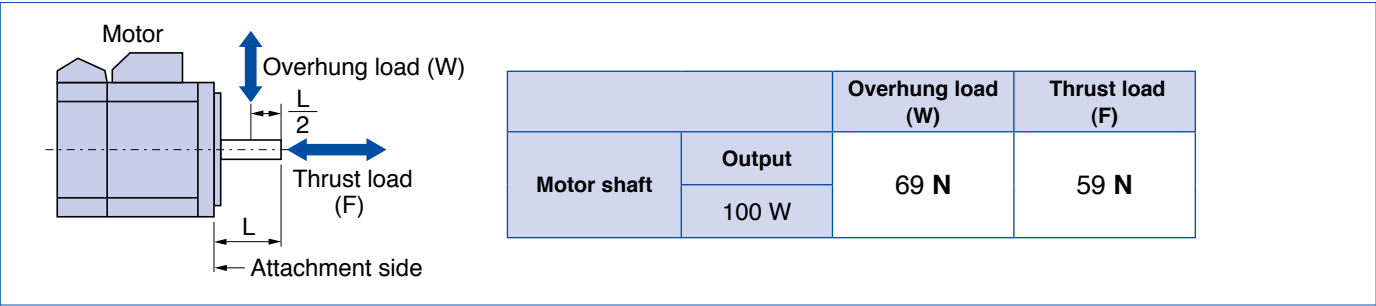 Motor
Overhung load (W)
L
2
Thrust load
(F)
L
Attachment side
Overhung load
(W)
Thrust load
(F)
Motor shaft
Output
100 W
69 N
59 N